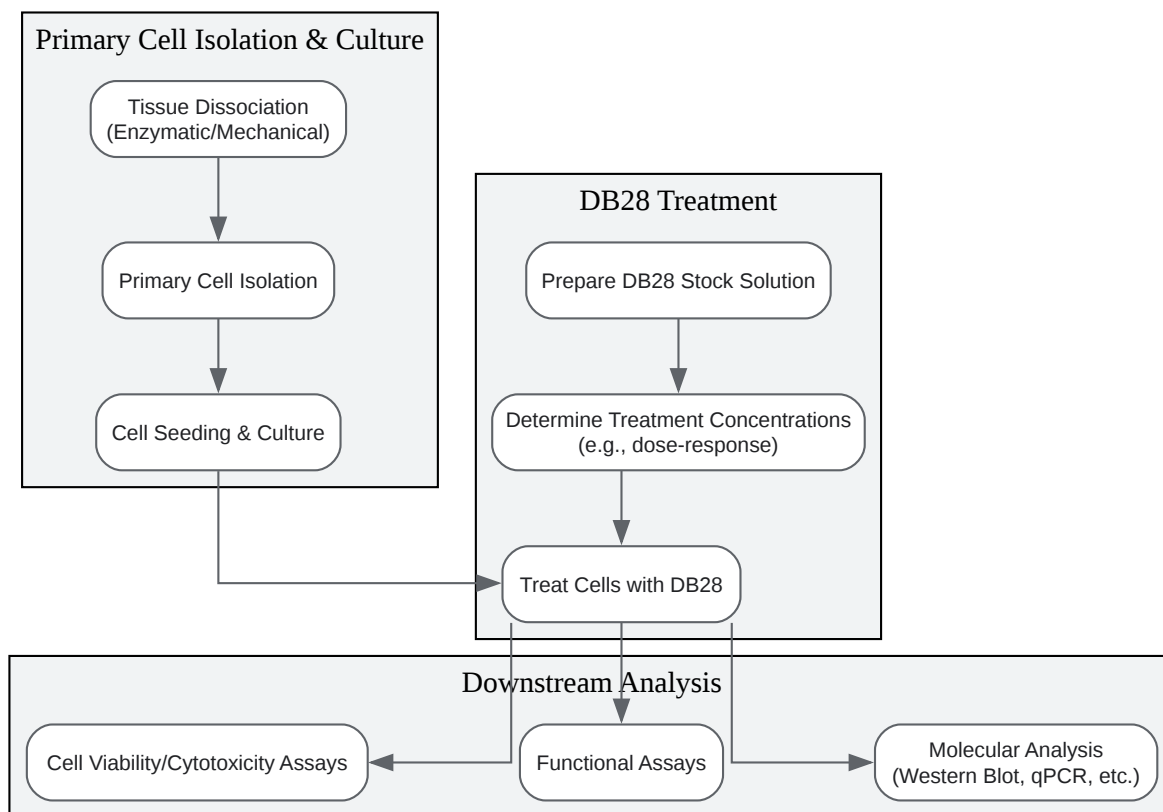 Primary Cell Isolation & Culture
Tissue Dissociation
(Enzymatic/Mechanical)
Primary Cell Isolation
Cell Seeding & Culture
DB28 Treatment
Prepare DB28 Stock Solution
Determine Treatment Concentrations
(e.g., dose-response)
Treat Cells with DB28
Downstream Analysis
Cell Viability/Cytotoxicity Assays
Functional Assays
Molecular Analysis
(Western Blot, qPCR, etc.)